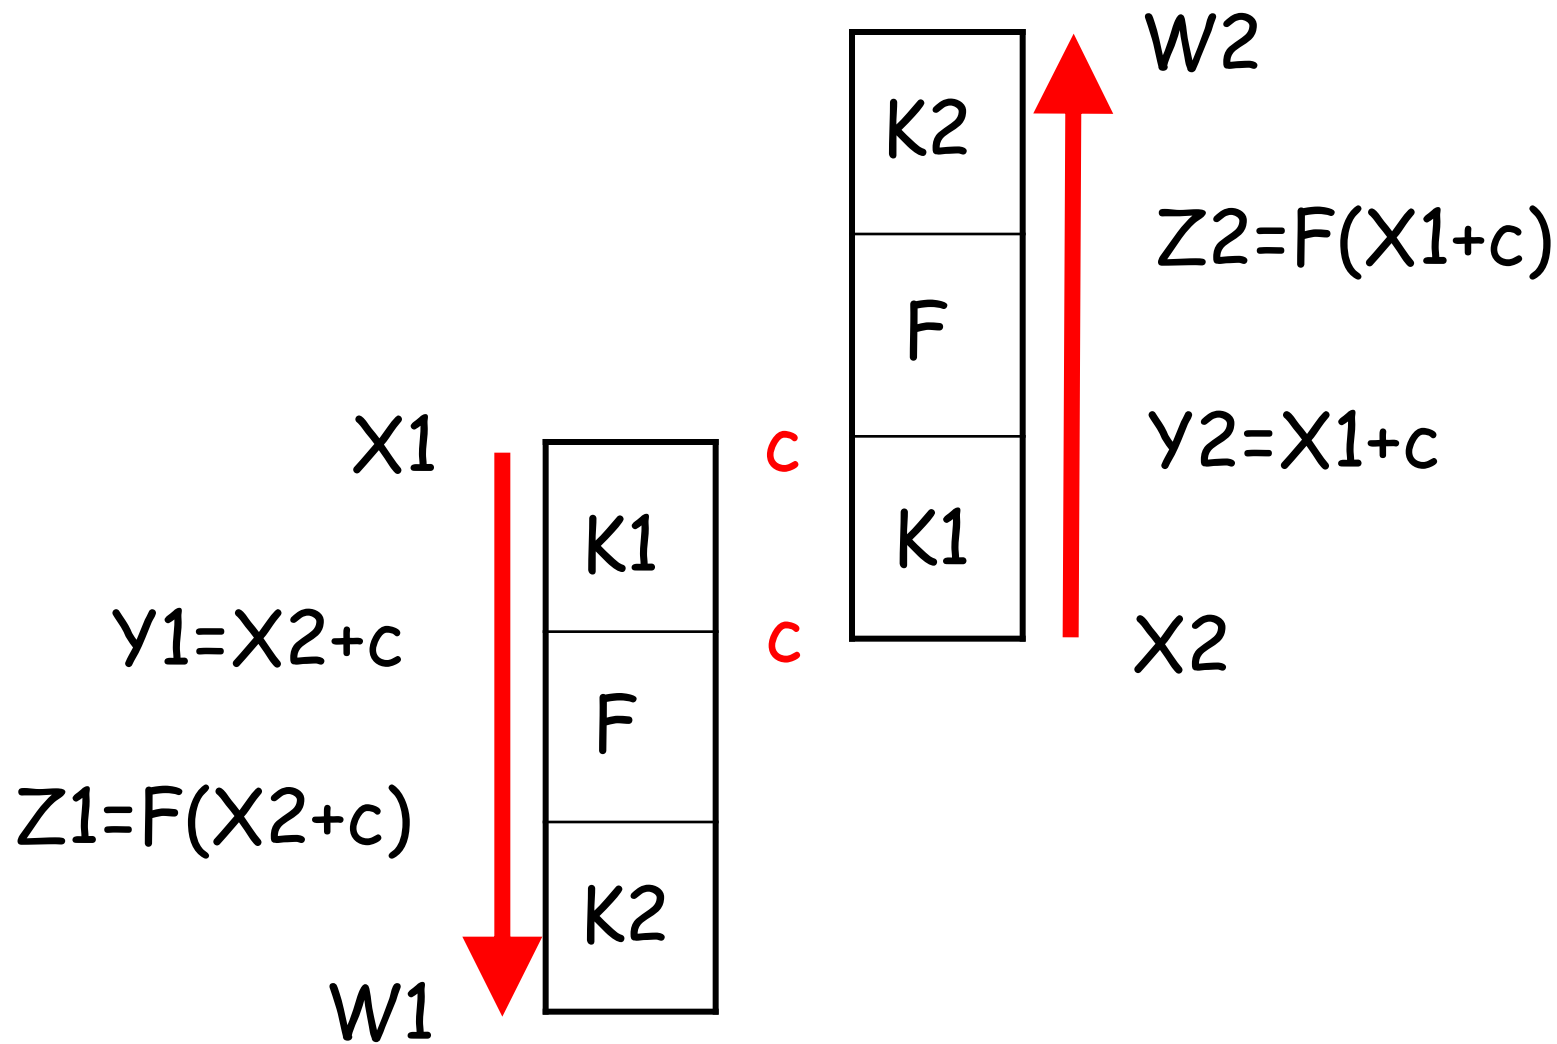 W2
K2
Z2=F(X1+c)
F
X1
c
Y2=X1+c
K1
K1
Y1=X2+c
c
X2
F
Z1=F(X2+c)
K2
W1